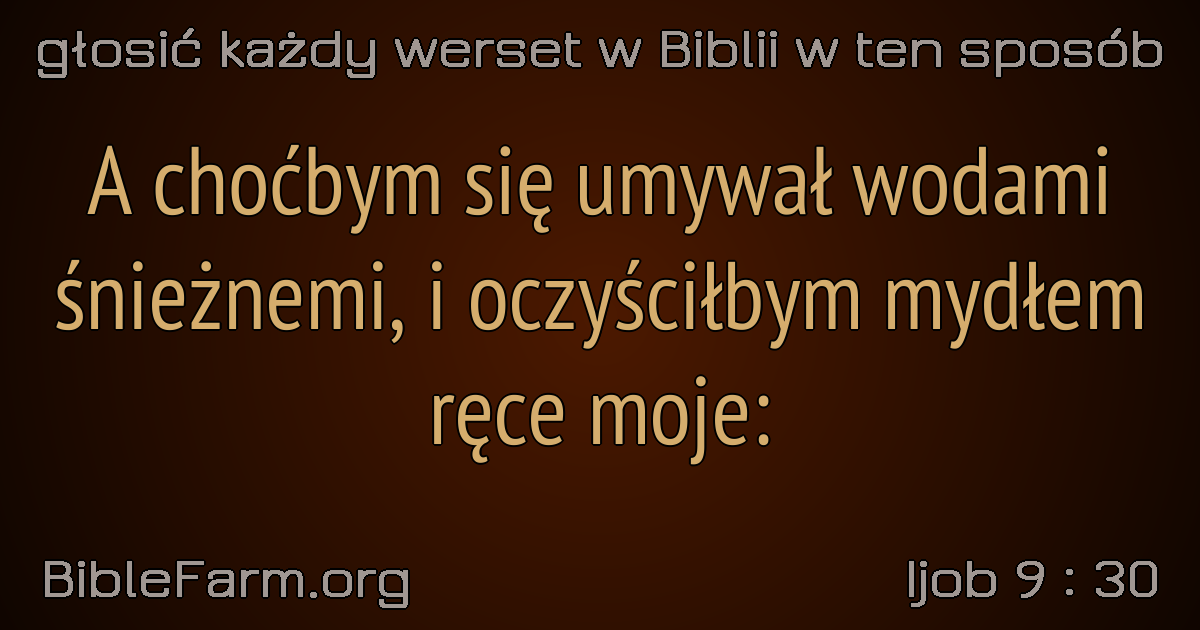 głosić każdy werset w Biblii w ten sposób
A choćbym się umywał wodami
śnieżnemi, i oczyściłbym mydłem
ręce moje:
BibleFarm.org
Ijob 9 : 30